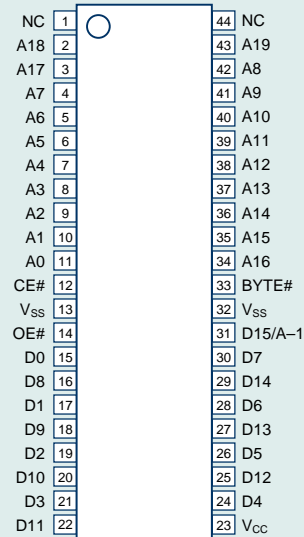 NC 1 44 NC
A18 2 43 A19
A17 3 42 A8
A7 4 41 A9
A6 5 40 A10
A5 6 39 A11
A4 7 38 A12
A3 8 37 A13
A2 9 36 A14
A1 10 35 A15
A0 11 34 A16
CE# 12 33 BYTE#
VSS 13 32 VSS
OE# 14 31 D15/A–1
D0 15 30 D7
D8 16 29 D14
D1 17 28 D6
D9 18 27 D13
D2 19 26 D5
D10 20 25 D12
D3 21 24 D4
D11 22 23 VCC